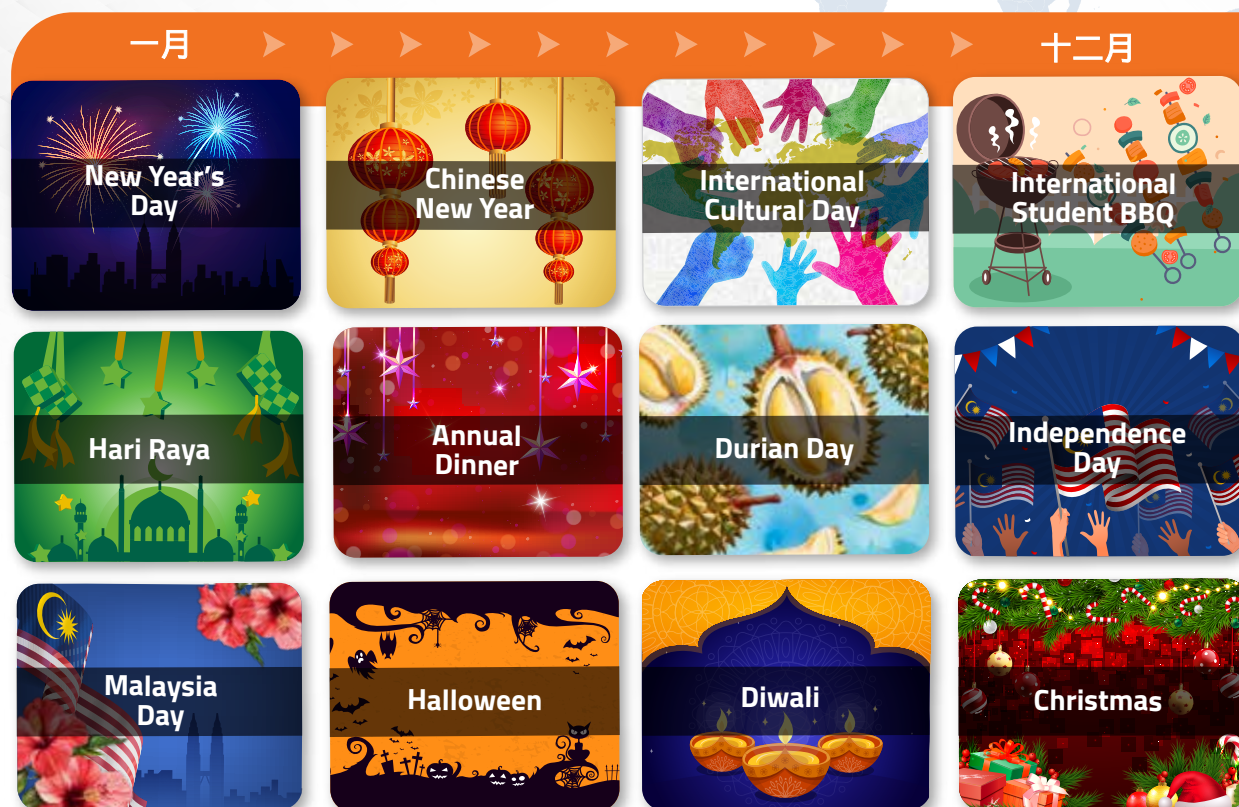 一月
十二月
New Year’s
Day
Chinese
New Year
International
Cultural Day
International
Student BBQ
Hari Raya
Annual
Dinner
Durian Day
Independence
Day
Malaysia
Day
Halloween
Diwali
Christmas